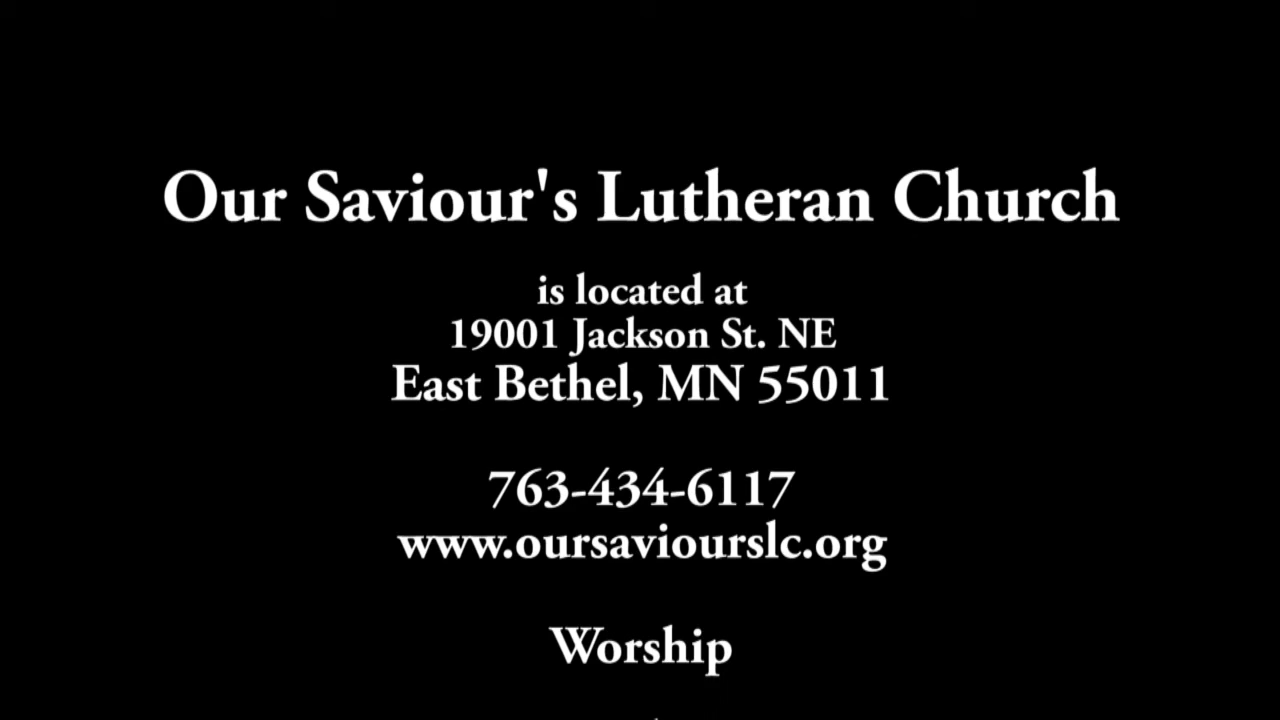 Our Saviour's Lutheran Church
is located at
19001 Jackson St. NE
East Bethel, MN 55011
763-434-6117
www.oursaviourslc.org
Worship